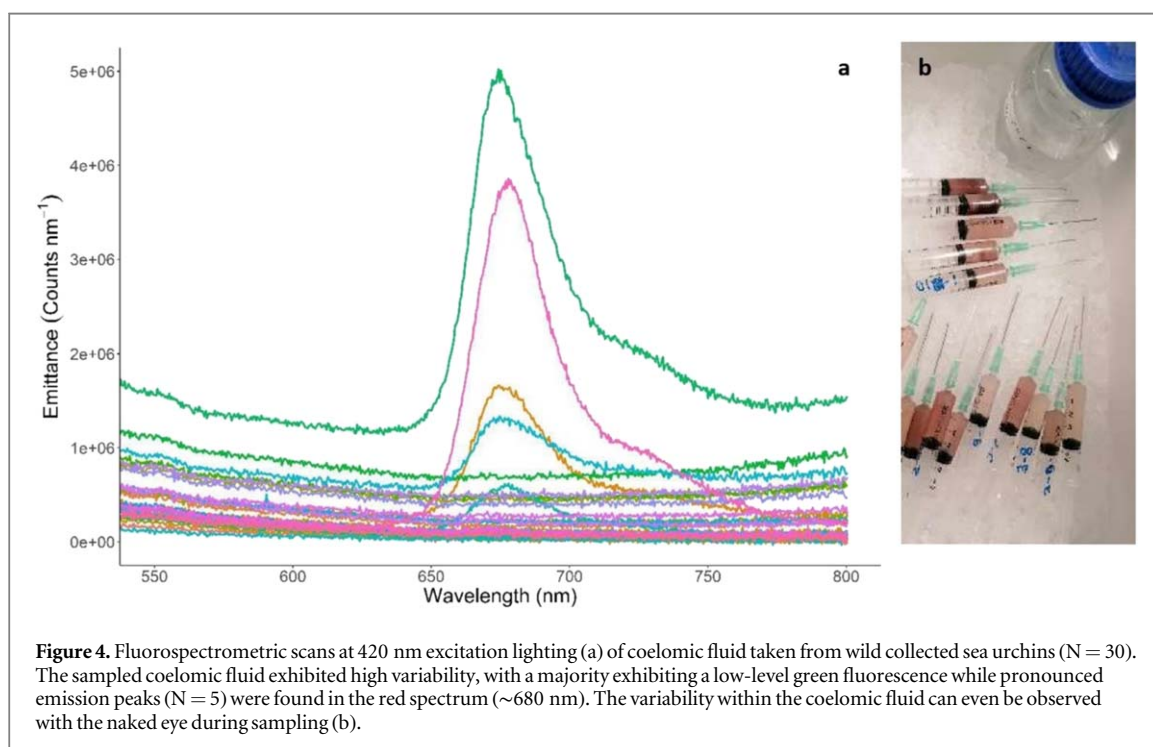 a
b
5e+06
4e+06
3e+06
2e+06
1e+06
0e+00
Emittance (Counts nm⁻¹)
550 600 650 700 750 800
Wavelength (nm)
Figure 4. Fluorospectrometric scans at 420 nm excitation lighting (a) of coelomic fluid taken from wild collected sea urchins (N = 30).
The sampled coelomic fluid exhibited high variability, with a majority exhibiting a low-level green fluorescence while pronounced
emission peaks (N = 5) were found in the red spectrum (~680 nm). The variability within the coelomic fluid can even be observed
with the naked eye during sampling (b).